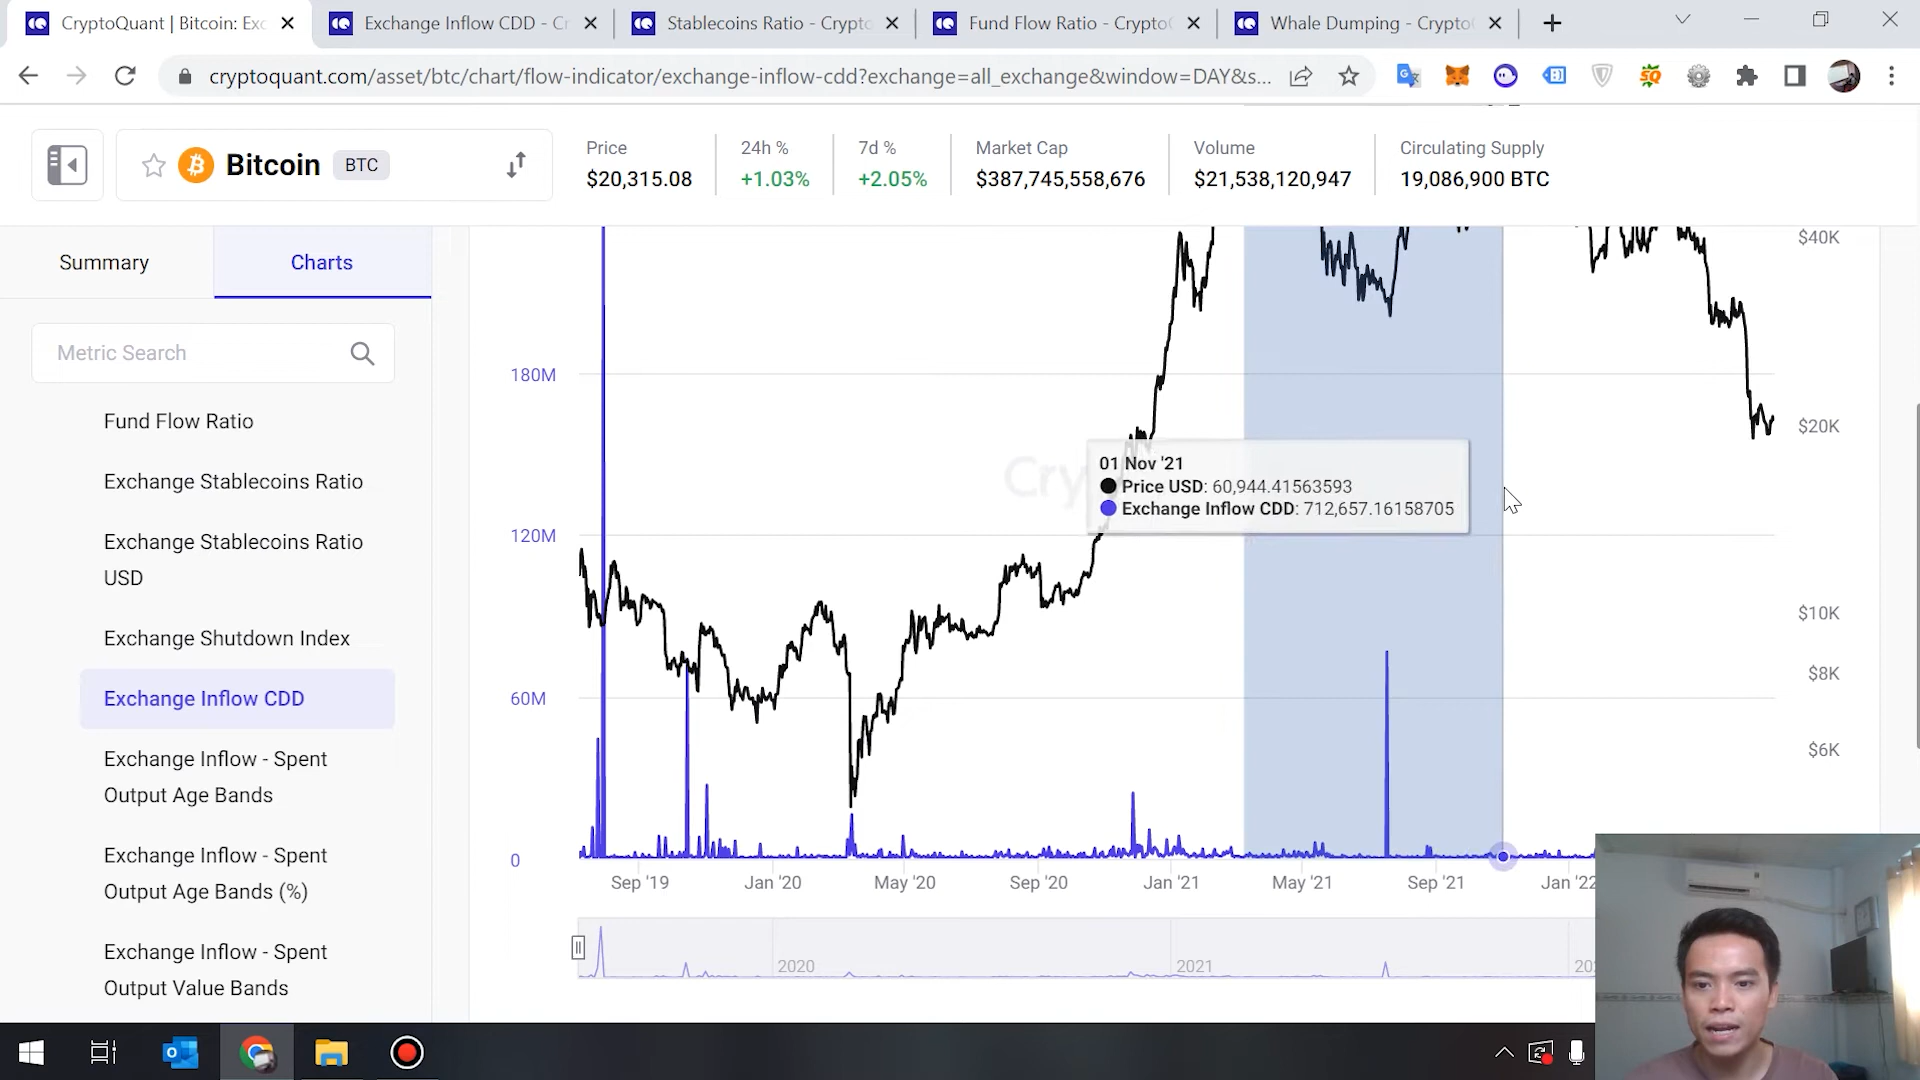 CryptoQuant | Bitcoin: Exc
Exchange Inflow CDD - Cr
Stablecoins Ratio - Crypto
Fund Flow Ratio - Crypto
Whale Dumping - Crypto
cryptoquant.com/asset/btc/chart/flow-indicator/exchange-inflow-cdd?exchange=all_exchange&window=DAY&s...
Bitcoin BTC
Price
$20,315.08
24h %
+1.03%
7d %
+2.05%
Market Cap
$387,745,558,676
Volume
$21,538,120,947
Circulating Supply
19,086,900 BTC
Summary
Charts
Metric Search
Fund Flow Ratio
Exchange Stablecoins Ratio
Exchange Stablecoins Ratio
USD
Exchange Shutdown Index
Exchange Inflow CDD
Exchange Inflow - Spent
Output Age Bands
Exchange Inflow - Spent
Output Age Bands (%)
Exchange Inflow - Spent
Output Value Bands
180M
120M
60M
0
Cry
01 Nov '21
Price USD: 60,944.41563593
Exchange Inflow CDD: 712,657.16158705
$40K
$20K
$10K
$8K
$6K
Sep '19
Jan '20
May '20
Sep '20
Jan '21
May '21
Sep '21
Jan '22
2020
2021